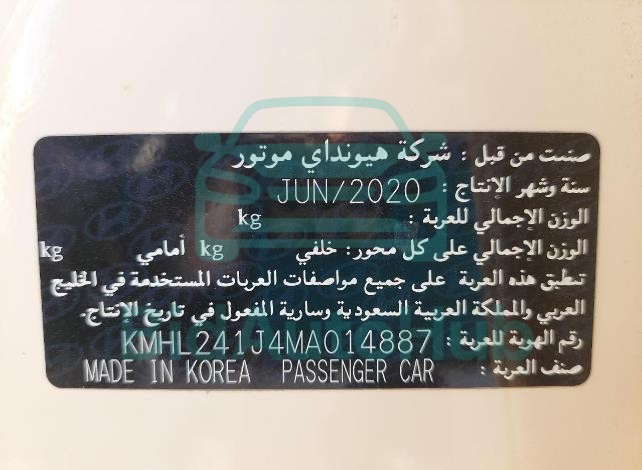 صنعت من قبل : شركة هيونداي موتور
سنة وشهر الإنتاج : JUN/2020
الوزن الإجمالي للعربة : kg
الوزن الإجمالي على كل محور: خلفي kg أمامي kg
تطبق هذه العربة على جميع مواصفات العربات المستخدمة في الخليج
العربي والمملكة العربية السعودية وسارية المفعول في تاريخ الإنتاج.
رقم الهوية للعربة : KMHL241J4MA014887
صنف العربة : MADE IN KOREA PASSENGER CAR